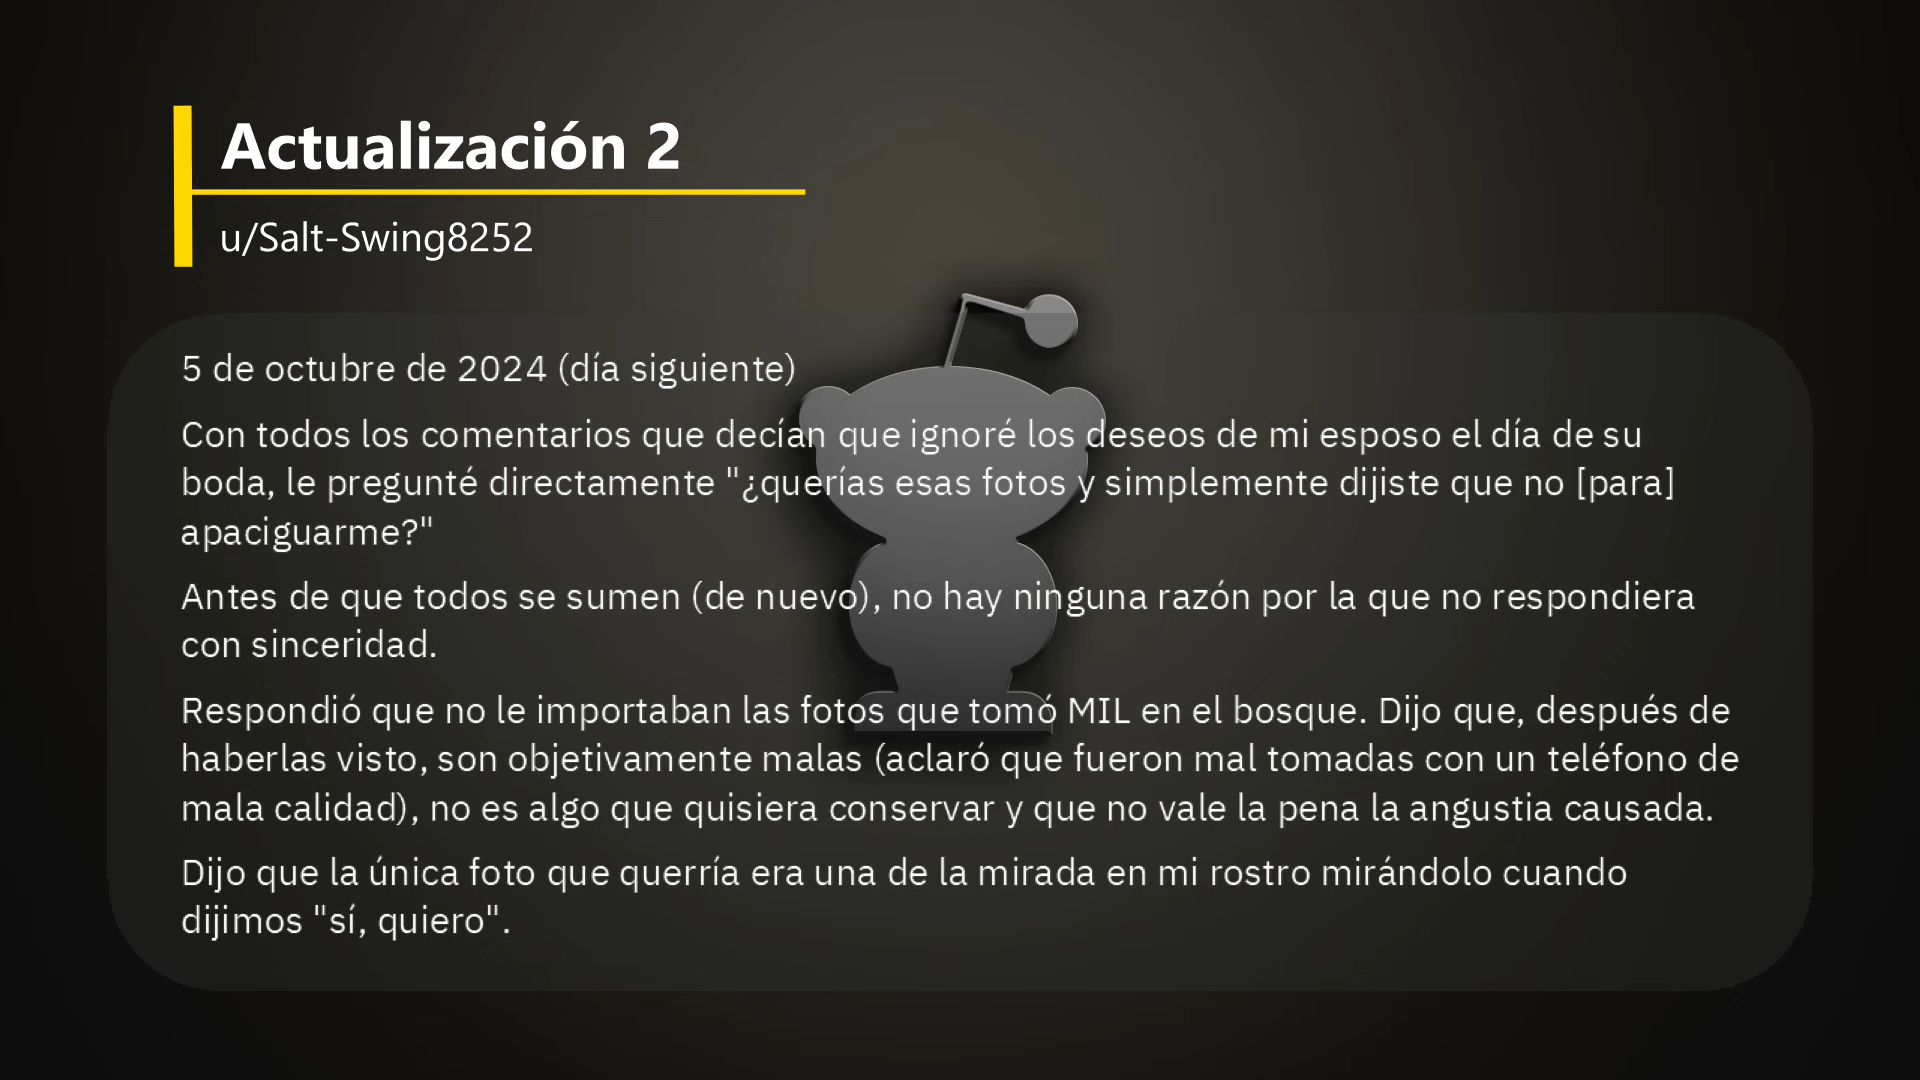 Actualización 2
u/Salt-Swing8252
5 de octubre de 2024 (día siguiente)
Con todos los comentarios que decían que ignoré los deseos de mi esposo el día de su
boda, le pregunté directamente "¿querías esas fotos y simplemente dijiste que no [para]
apaciguarme?"
Antes de que todos se sumen (de nuevo), no hay ninguna razón por la que no respondiera
con sinceridad.
Respondió que no le importaban las fotos que tomó MIL en el bosque. Dijo que, después de
haberlas visto, son objetivamente malas (aclaró que fueron mal tomadas con un teléfono de
mala calidad), no es algo que quisiera conservar y que no vale la pena la angustia causada.
Dijo que la única foto que querría era una de la mirada en mi rostro mirándolo cuando
dijimos "sí, quiero".